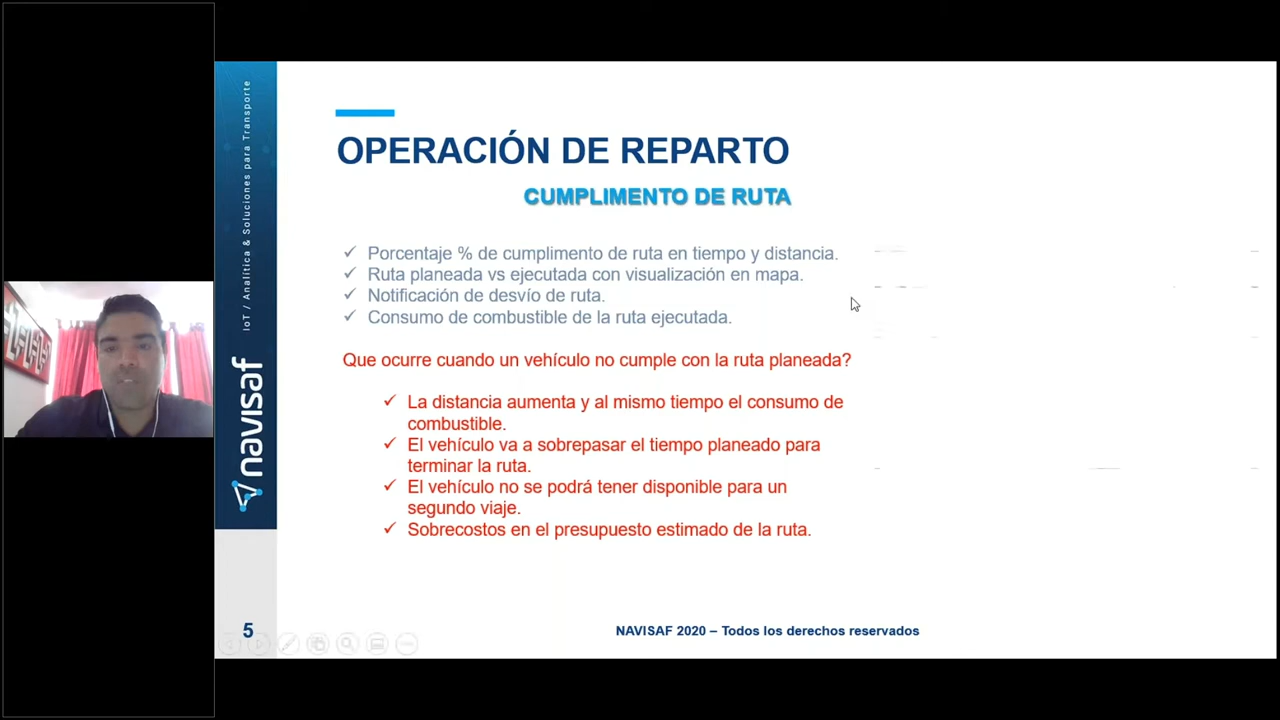 IoT / Analítica & Soluciones para Transporte
navisaf
OPERACIÓN DE REPARTO
CUMPLIMENTO DE RUTA
✓ Porcentaje % de cumplimento de ruta en tiempo y distancia.
✓ Ruta planeada vs ejecutada con visualización en mapa.
✓ Notificación de desvío de ruta.
✓ Consumo de combustible de la ruta ejecutada.
Que ocurre cuando un vehículo no cumple con la ruta planeada?
✓ La distancia aumenta y al mismo tiempo el consumo de
combustible.
✓ El vehículo va a sobrepasar el tiempo planeado para
terminar la ruta.
✓ El vehículo no se podrá tener disponible para un
segundo viaje.
✓ Sobrecostos en el presupuesto estimado de la ruta.
5
NAVISAF 2020 – Todos los derechos reservados